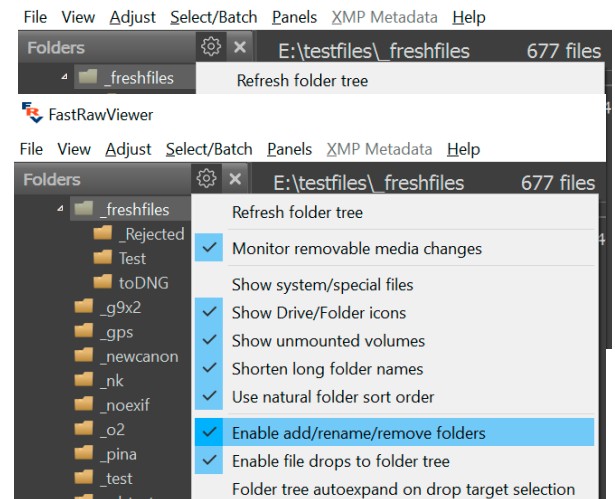 File View Adjust Select/Batch Panels XMP Metadata Help
Folders E:\testfiles\_freshfiles 677 files
_freshfiles Refresh folder tree
FastRawViewer
File View Adjust Select/Batch Panels XMP Metadata Help
Folders E:\testfiles\_freshfiles 677 files
_freshfiles Refresh folder tree
_Rejected
Test Monitor removable media changes
toDNG Show system/special files
_g9x2 Show Drive/Folder icons
_gps Show unmounted volumes
_newcanon Shorten long folder names
_nk Use natural folder sort order
_noexif
_o2 Enable add/rename/remove folders
_pina Enable file drops to folder tree
_test Folder tree autoexpand on drop target selection